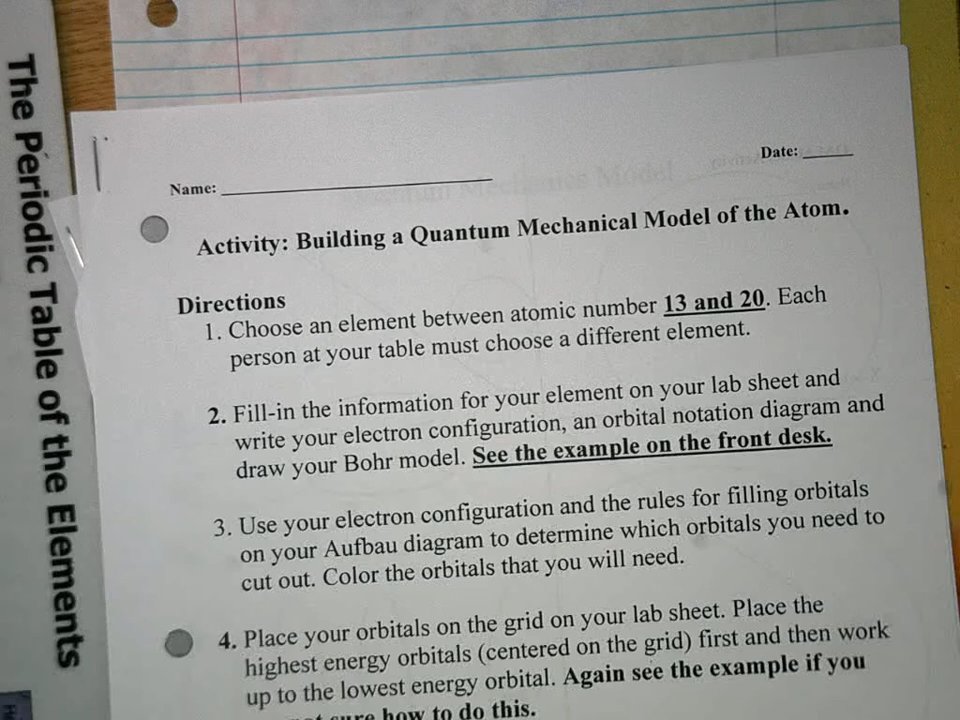 The Periodic Table of the Elements
Name:
Date:
Activity: Building a Quantum Mechanical Model of the Atom.
Directions
1. Choose an element between atomic number 13 and 20. Each
person at your table must choose a different element.
2. Fill-in the information for your element on your lab sheet and
write your electron configuration, an orbital notation diagram and
draw your Bohr model. See the example on the front desk.
3. Use your electron configuration and the rules for filling orbitals
on your Aufbau diagram to determine which orbitals you need to
cut out. Color the orbitals that you will need.
4. Place your orbitals on the grid on your lab sheet. Place the
highest energy orbitals (centered on the grid) first and then work
up to the lowest energy orbital. Again see the example if you
sure how to do this.